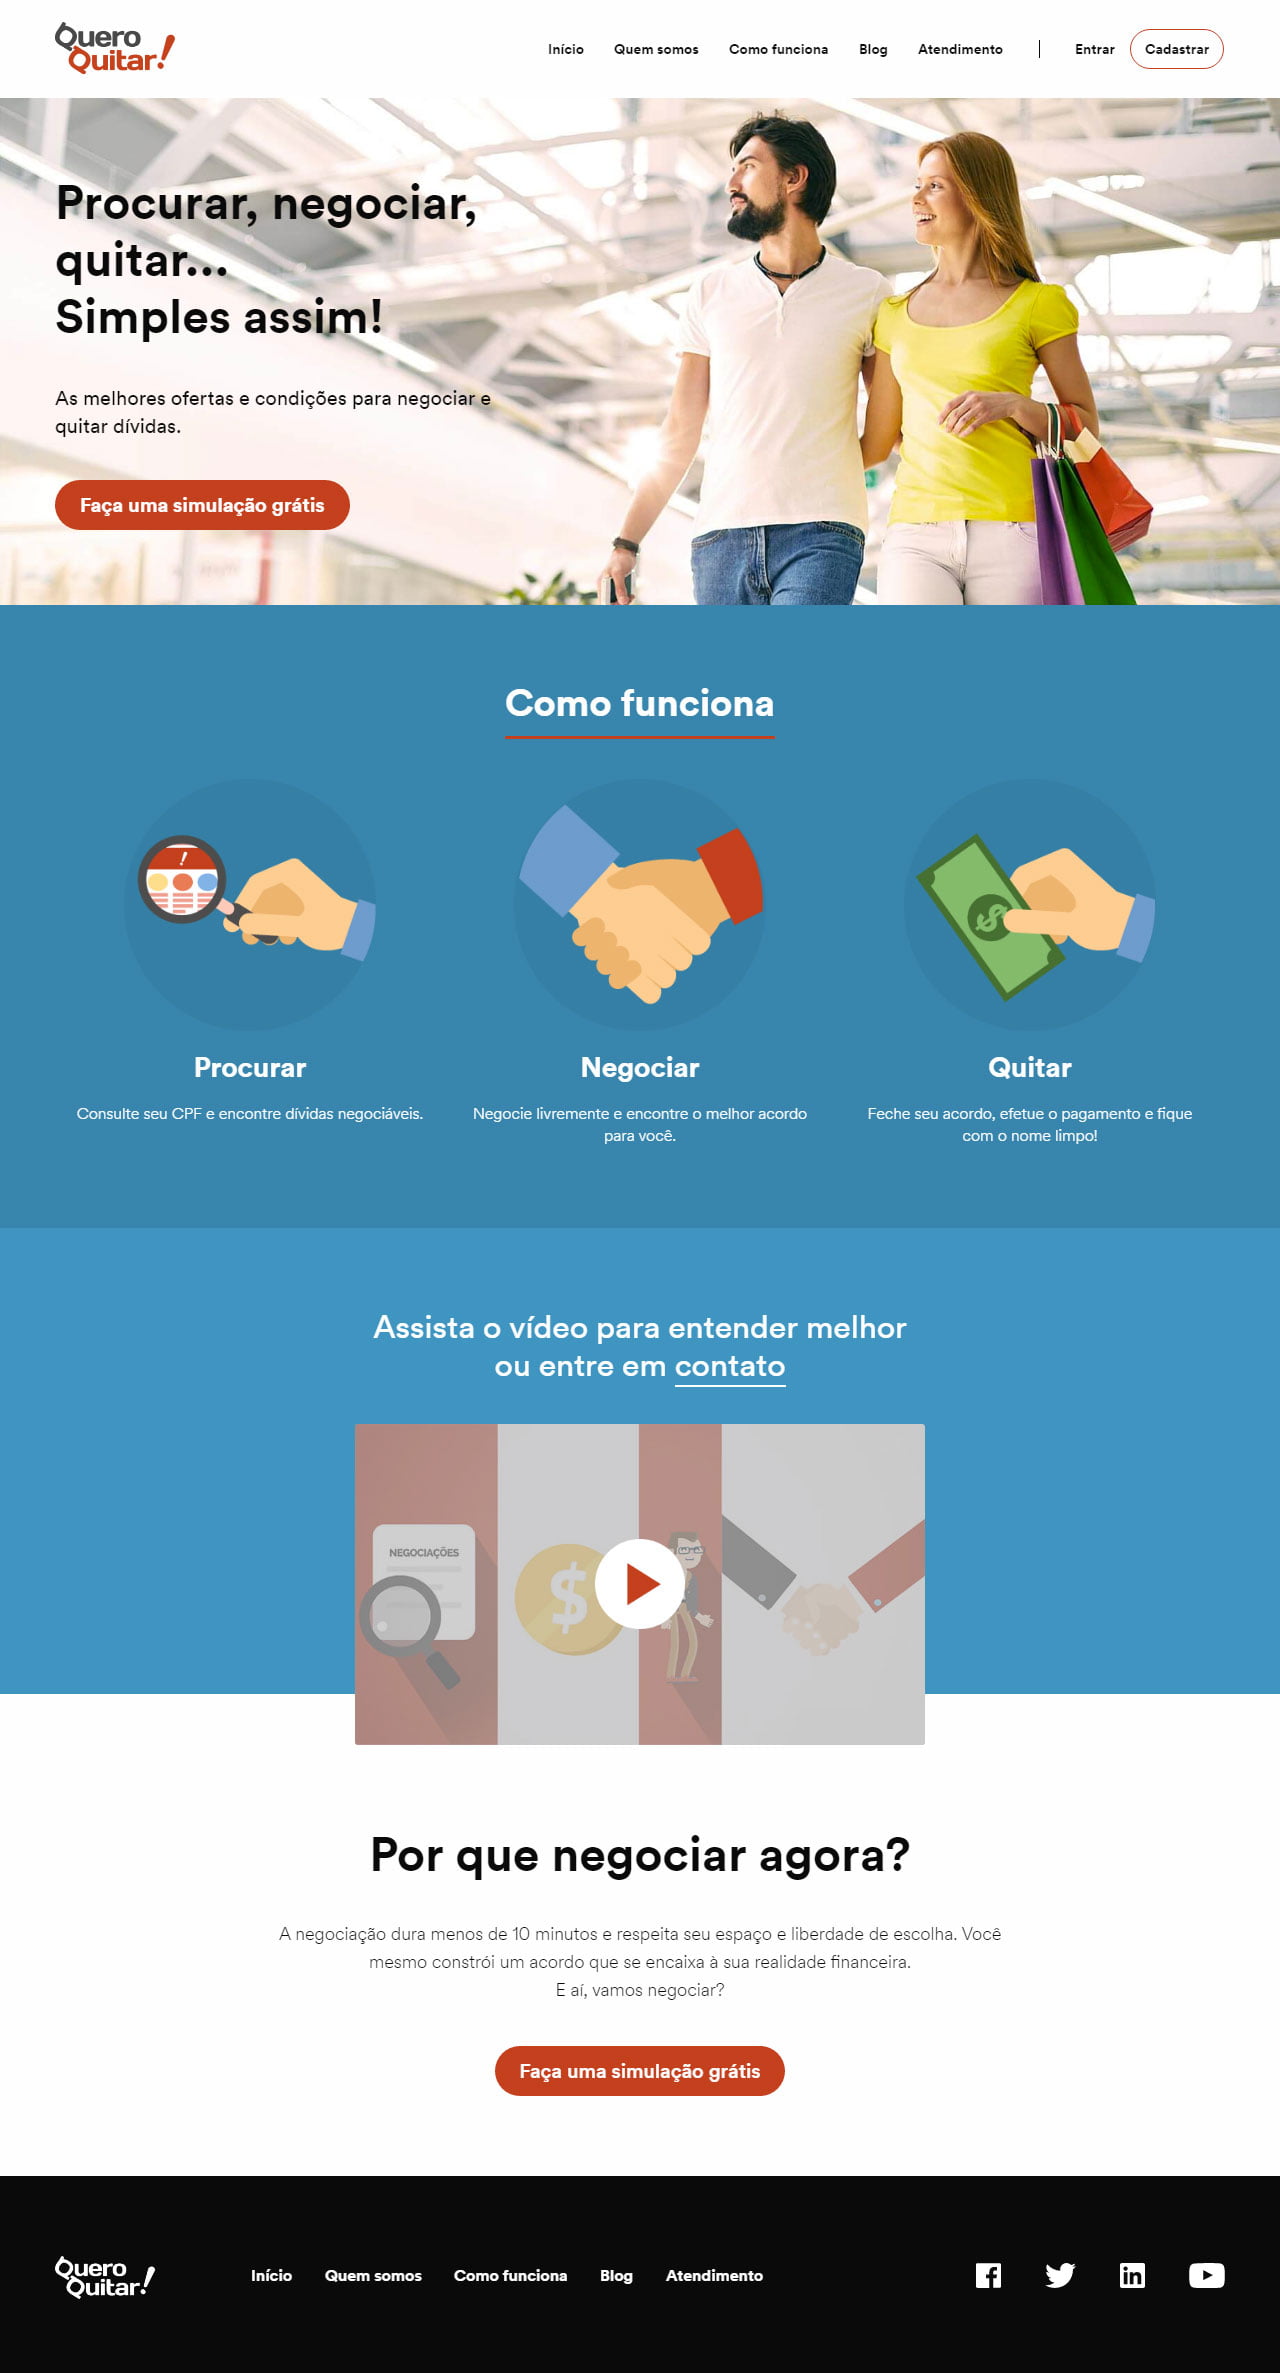 Quero
Quitar!
Início Quem somos Como funciona Blog Atendimento Entrar Cadastrar
Procurar, negociar,
quitar...
Simples assim!
As melhores ofertas e condições para negociar e
quitar dívidas.
Faça uma simulação grátis
Como funciona
Procurar Negociar Quitar
Consulte seu CPF e encontre dívidas negociáveis.
Negocie livremente e encontre o melhor acordo
para você.
Feche seu acordo, efetue o pagamento e fique
com o nome limpo!
Assista o vídeo para entender melhor
ou entre em contato
NEGOCIAÇÕES
$
Por que negociar agora?
A negociação dura menos de 10 minutos e respeita seu espaço e liberdade de escolha. Você
mesmo constrói um acordo que se encaixa à sua realidade financeira.
E aí, vamos negociar?
Faça uma simulação grátis
Quero
Quitar!
Início Quem somos Como funciona Blog Atendimento